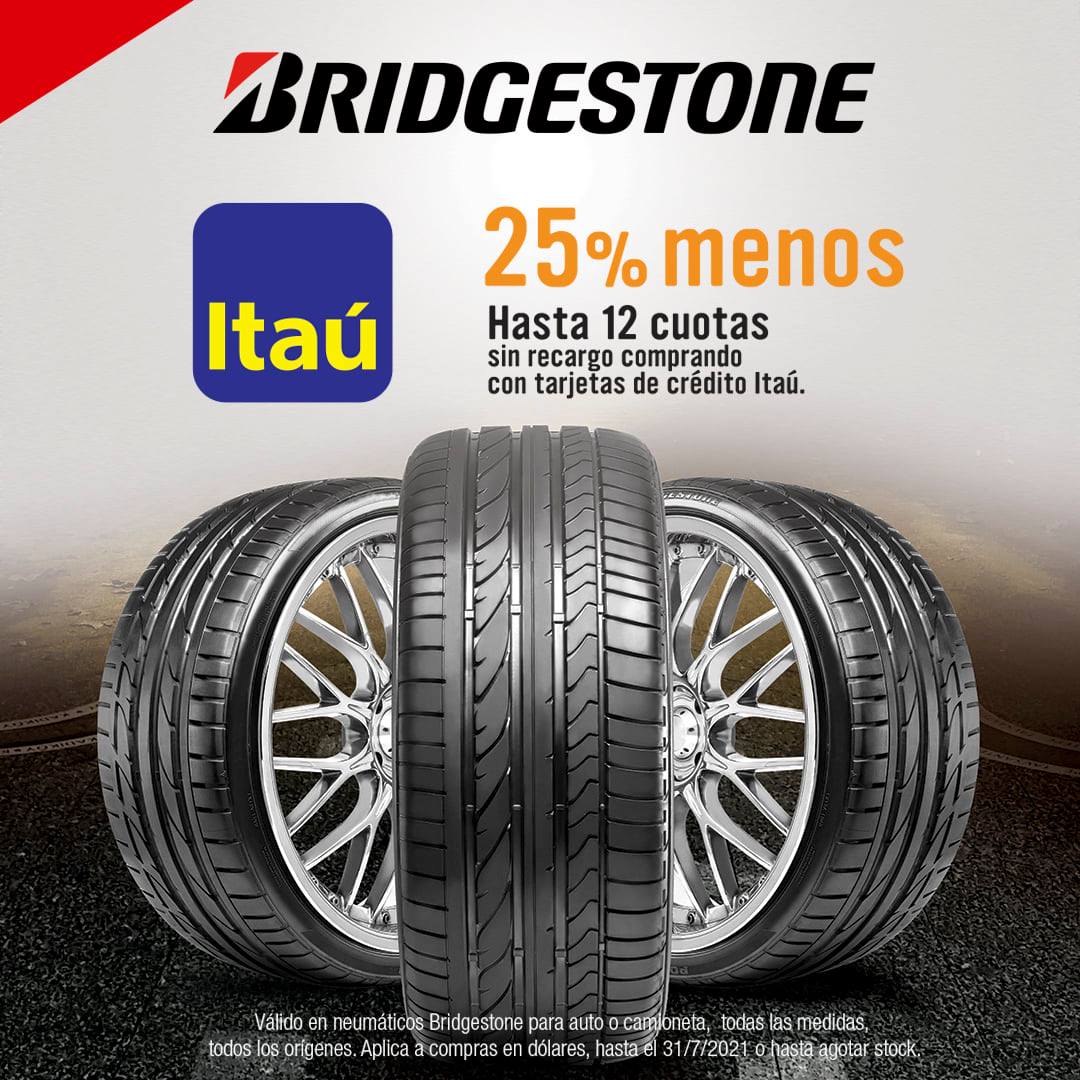 BRIDGESTONE
Itaú
25% menos
Hasta 12 cuotas
sin recargo comprando
con tarjetas de crédito Itaú.
Válido en neumáticos Bridgestone para auto o camioneta, todas las medidas,
todos los orígenes. Aplica a compras en dólares, hasta el 31/7/2021 o hasta agotar stock.